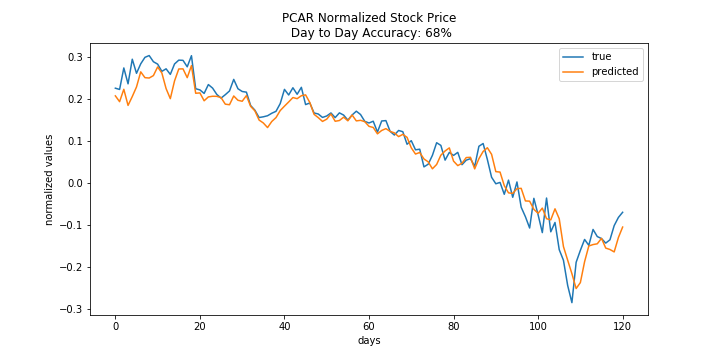 PCAR Normalized Stock Price
Day to Day Accuracy: 68%
true
predicted
normalized values
0.3
0.2
0.1
0.0
−0.1
−0.2
−0.3
0 20 40 60 80 100 120
days